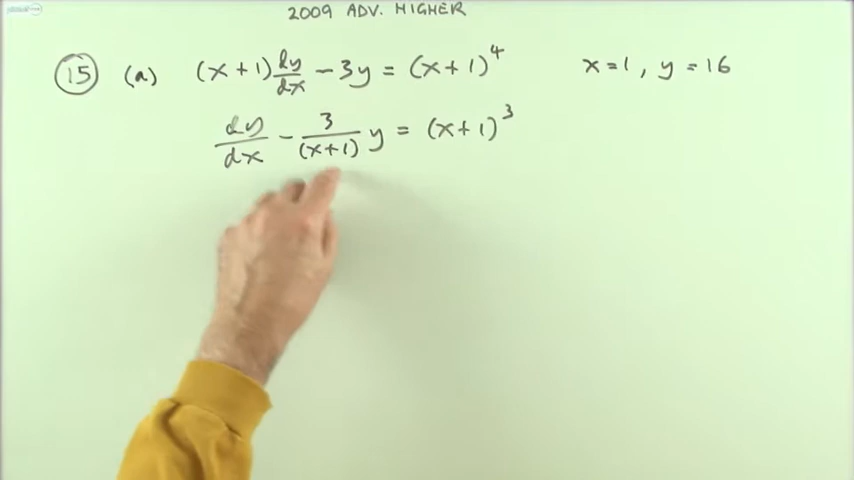 2009 ADV. HIGHER
15 (a) (x+1) dy/dx - 3y = (x+1)^4 x=1, y=16
dy/dx - 3/(x+1) y = (x+1)^3